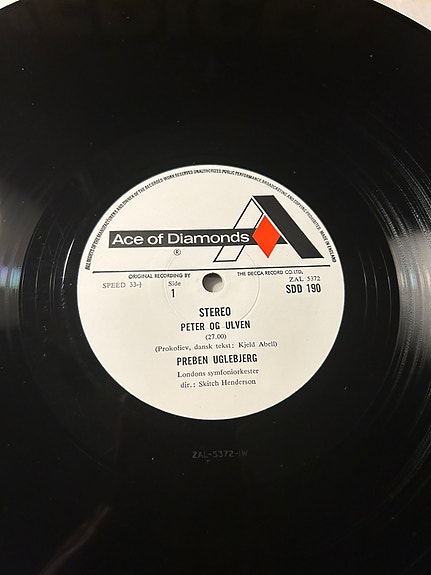 ALL RIGHTS OF THE MANUFACTURER AND OF THE OWNER OF THE RECORDED WORK RESERVED UNAUTHORISED PUBLIC PERFORMANCE BROADCASTING AND COPYING PROHIBITED. MADE IN ENGLAND
Ace of Diamonds
®
ORIGINAL RECORDING BY THE DECCA RECORD CO. LTD.
SPEED 33⅓ Side ZAL 5372
1 SDD 190
STEREO
PETER OG ULVEN
(27.00)
(Prokofiev, dansk tekst: Kjeld Abell)
PREBEN UGLEBJERG
Londons symfoniorkester
dir.: Skitch Henderson
ZAL-5372-1W